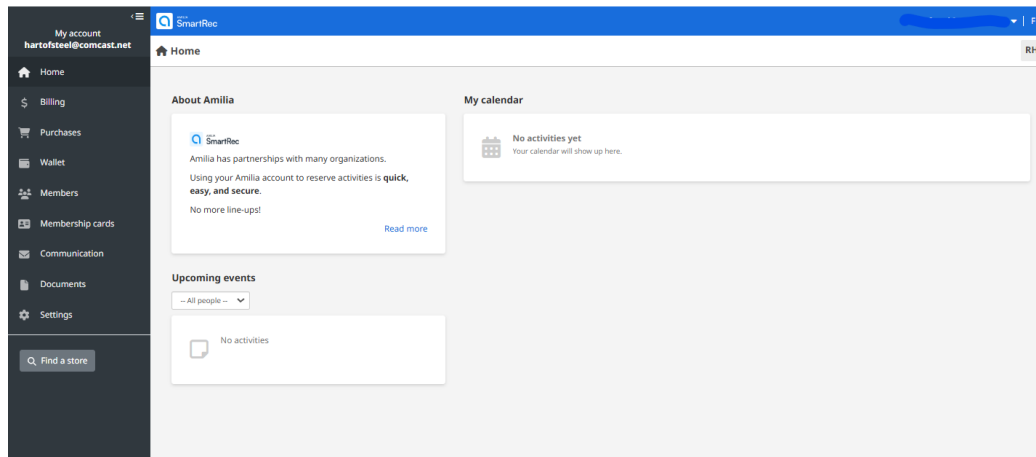 My account
hartofsteel@comcast.net
Home
Billing
Purchases
Wallet
Members
Membership cards
Communication
Documents
Settings
Find a store
AMILIA
SmartRec
F
Home
RH
About Amilia
AMILIA
SmartRec
Amilia has partnerships with many organizations.
Using your Amilia account to reserve activities is quick,
easy, and secure.
No more line-ups!
Read more
Upcoming events
-- All people --
No activities
My calendar
No activities yet
Your calendar will show up here.